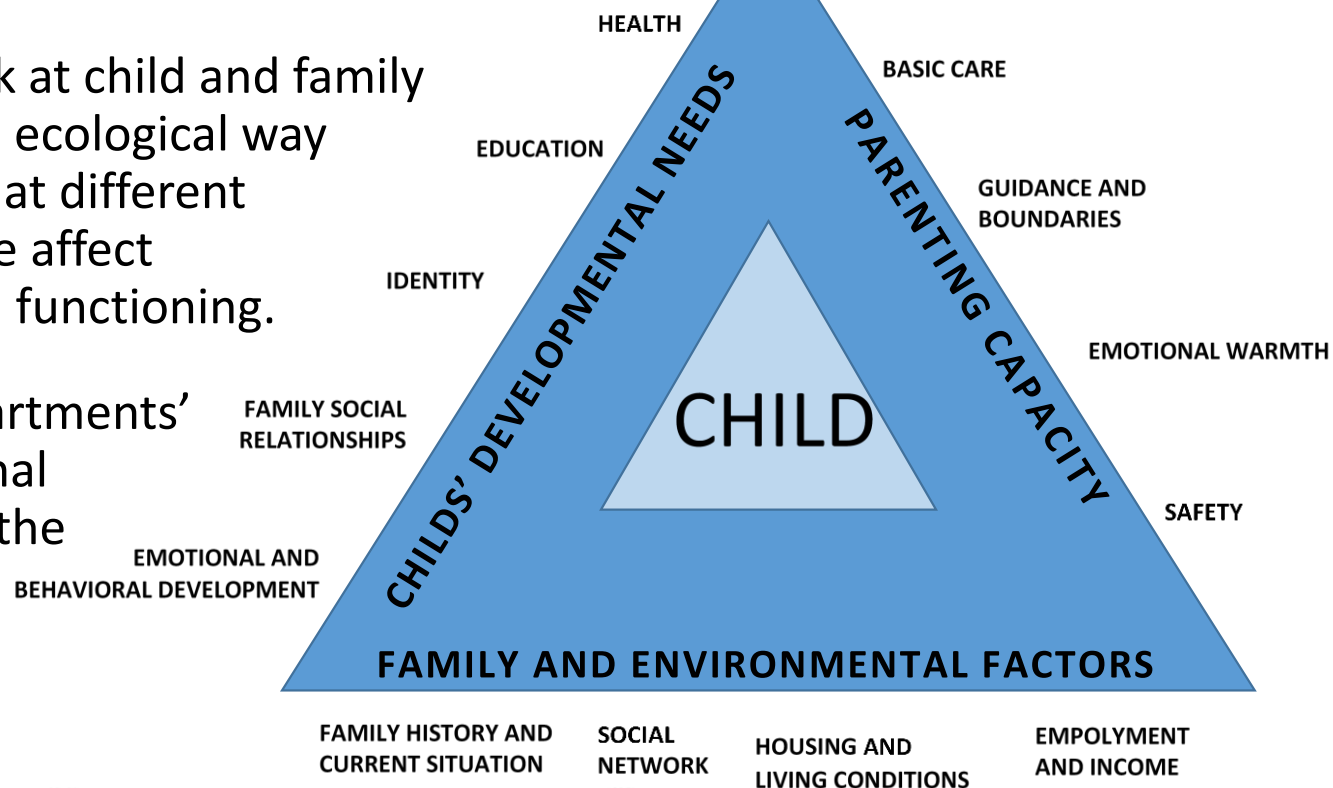 k at child and family
ecological way
at different
e affect
functioning.
artments’
nal
the
HEALTH
EDUCATION
IDENTITY
FAMILY SOCIAL
RELATIONSHIPS
EMOTIONAL AND
BEHAVIORAL DEVELOPMENT
CHILDS’ DEVELOPMENTAL NEEDS
CHILD
PARENTING CAPACITY
BASIC CARE
GUIDANCE AND
BOUNDARIES
EMOTIONAL WARMTH
SAFETY
FAMILY AND ENVIRONMENTAL FACTORS
FAMILY HISTORY AND
CURRENT SITUATION
SOCIAL
NETWORK
HOUSING AND
LIVING CONDITIONS
EMPOLYMENT
AND INCOME